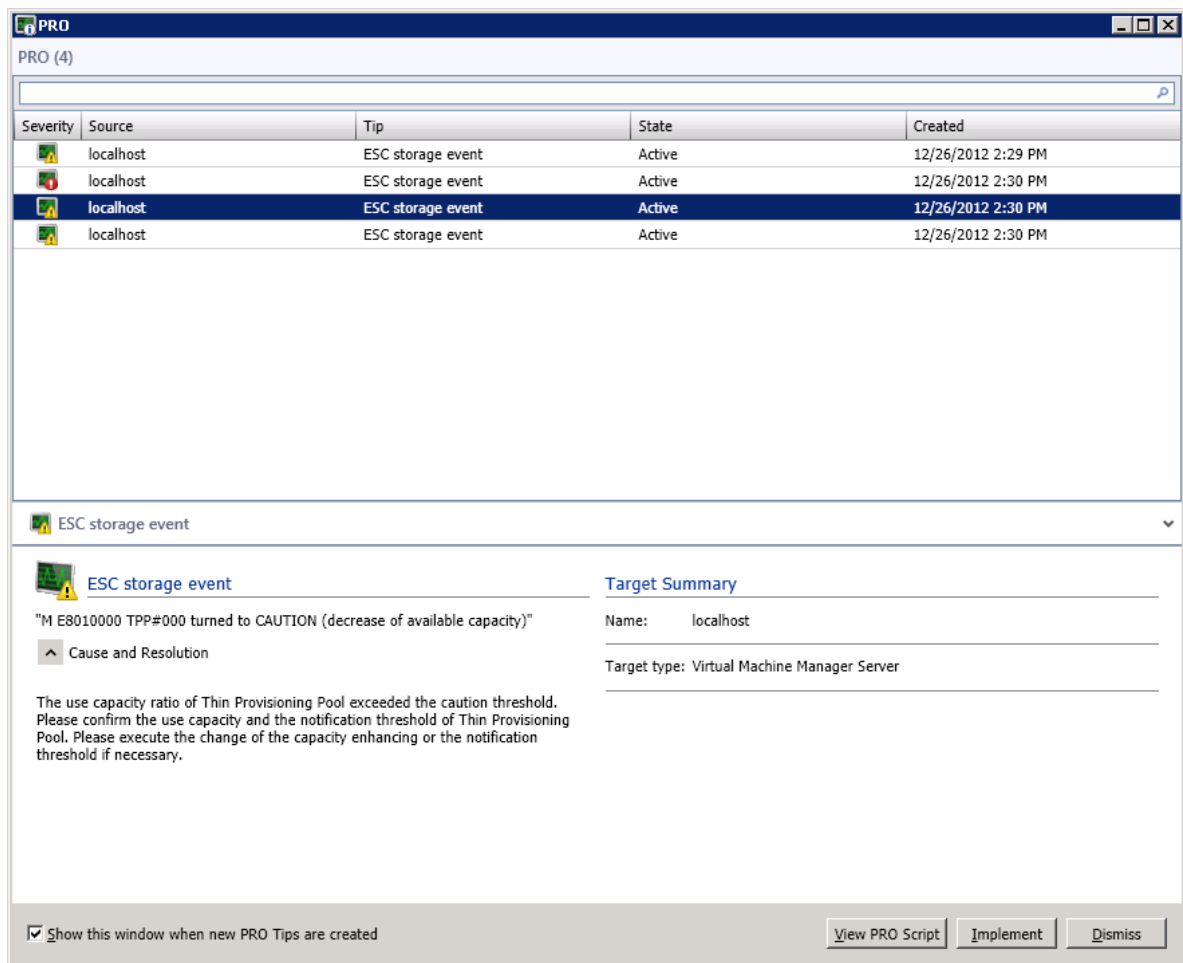 PRO
PRO (4)
Severity Source Tip State Created
localhost ESC storage event Active 12/26/2012 2:29 PM
localhost ESC storage event Active 12/26/2012 2:30 PM
localhost ESC storage event Active 12/26/2012 2:30 PM
localhost ESC storage event Active 12/26/2012 2:30 PM
ESC storage event
ESC storage event
"M E8010000 TPP#000 turned to CAUTION (decrease of available capacity)"
Cause and Resolution
The use capacity ratio of Thin Provisioning Pool exceeded the caution threshold.
Please confirm the use capacity and the notification threshold of Thin Provisioning
Pool. Please execute the change of the capacity enhancing or the notification
threshold if necessary.
Target Summary
Name: localhost
Target type: Virtual Machine Manager Server
Show this window when new PRO Tips are created
View PRO Script Implement Dismiss